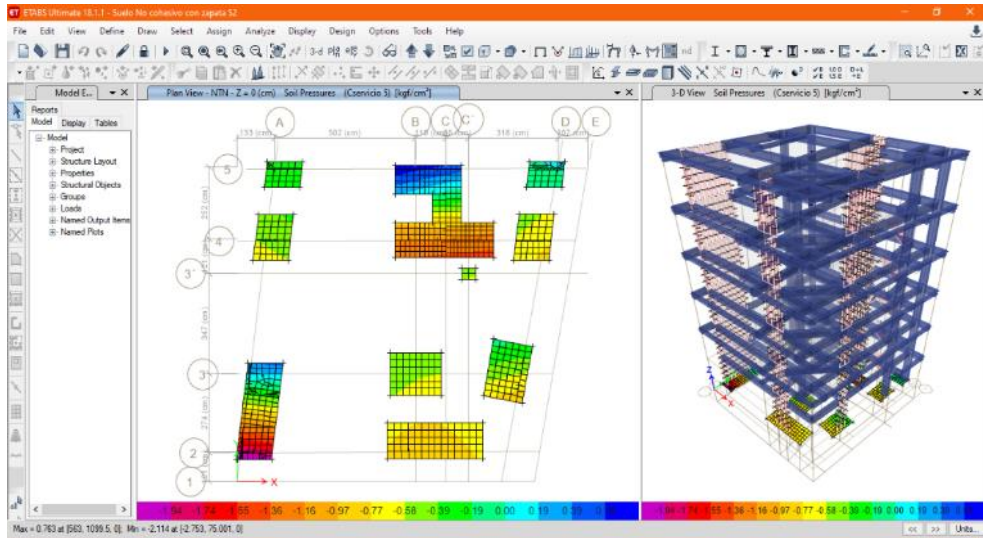 ETABS Ultimate 18.1.1 - Suelo No cohesivo con zapata S2
File Edit View Define Draw Select Assign Analyze Display Design Options Tools Help
Model E...
Plan View - NTN - Z = 0 (cm) Soil Pressures (Cservicio 5) [kgf/cm²]
3-D View Soil Pressures (Cservicio 5) [kgf/cm²]
Reports
Model Display Tables
Model
Project
Structure Layout
Properties
Structural Objects
Groups
Loads
Named Output Items
Named Plots
A B C C' D E
502 (cm) 318 (cm)
5
4
3'
347 (cm)
3
274 (cm)
2
1
X
Z
X
-1.94 -1.74 -1.55 -1.36 -1.16 -0.97 -0.77 -0.58 -0.39 -0.19 0.00 0.19
Max = 0.763 at [563, 1099.5, 0]; Min = -2.114 at [-2.753, 75.001, 0]
<< >> Units...